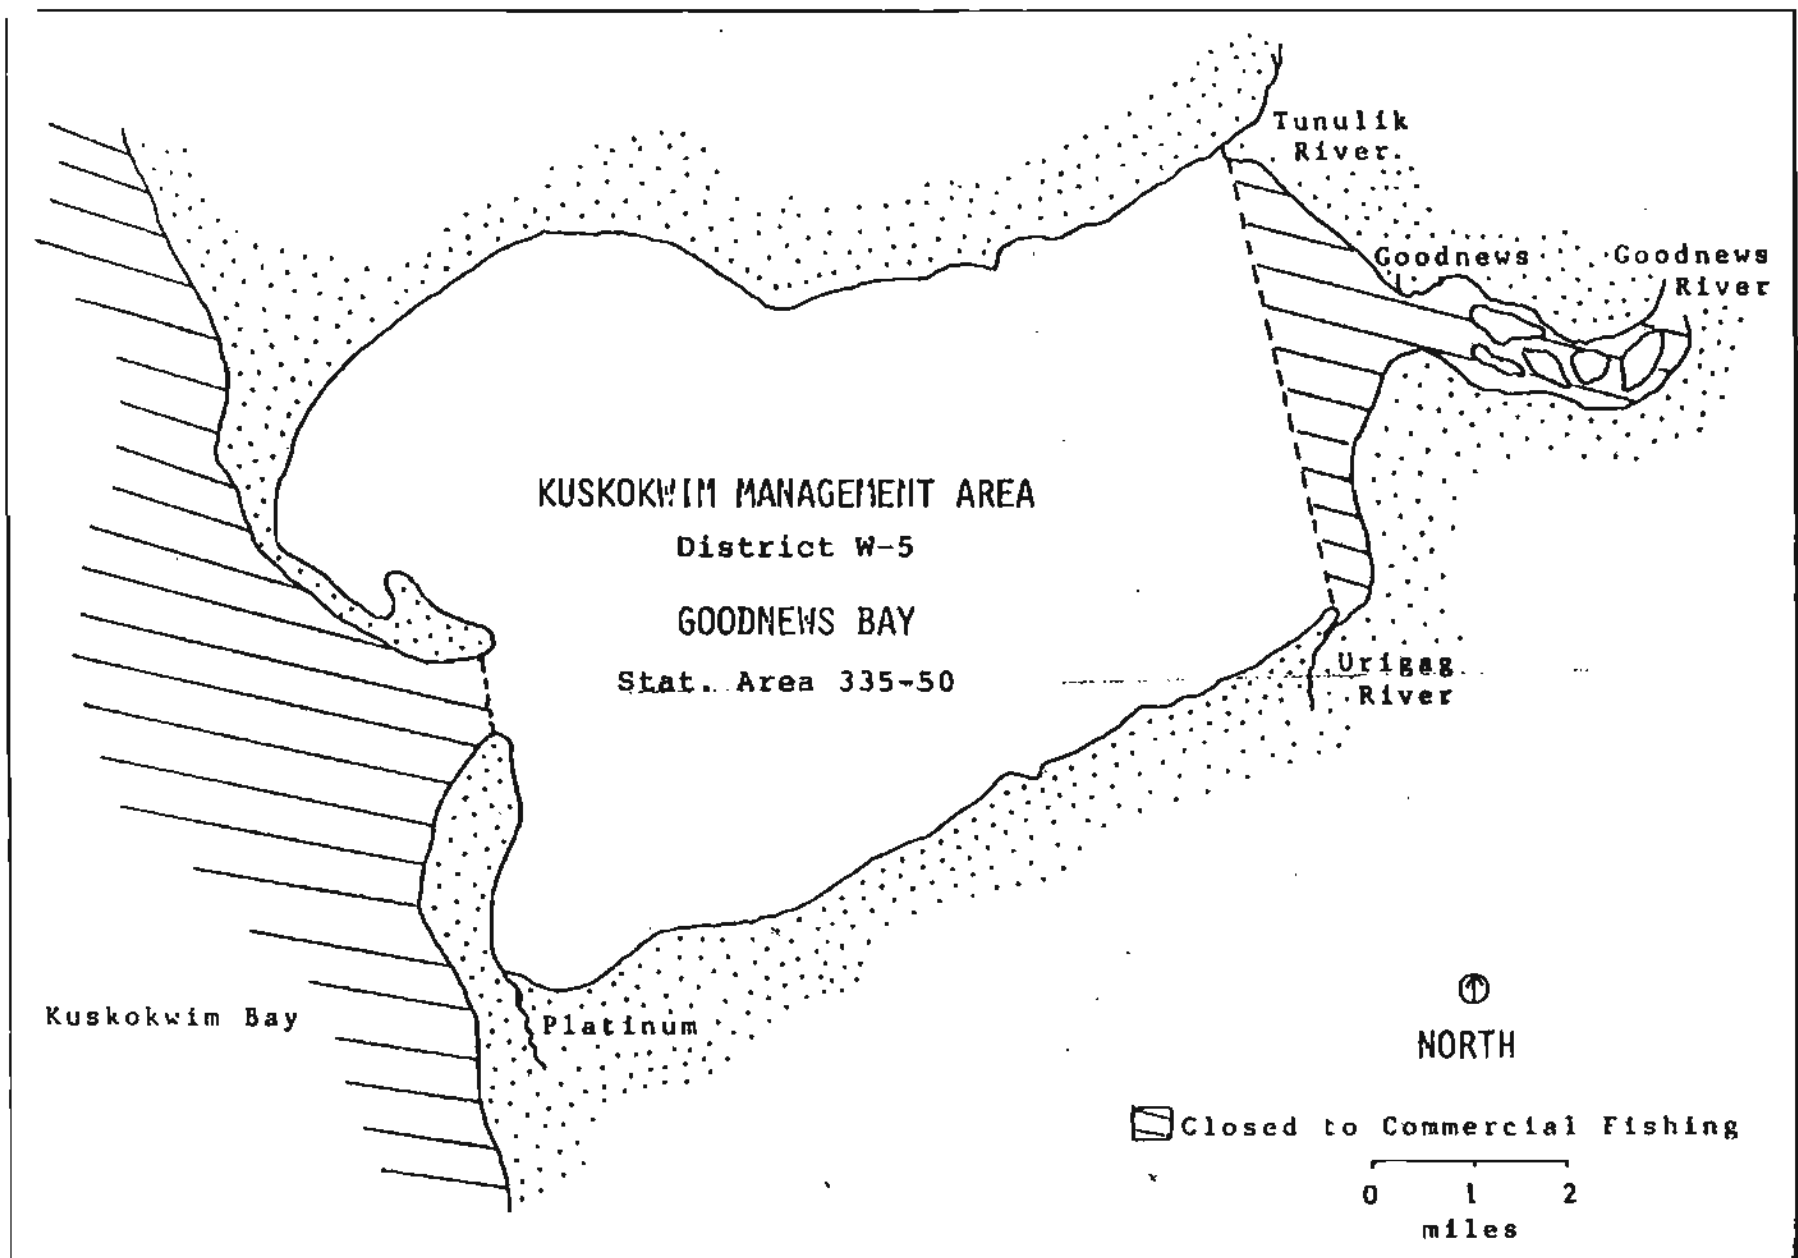 Tunulik
River
Goodnews
Goodnews
River
KUSKOKWIM MANAGEMENT AREA
District W-5
GOODNEWS BAY
Stat. Area 335-50
Urigag
River
Kuskokwim Bay
Platinum
NORTH
Closed to Commercial Fishing
0 1 2
miles